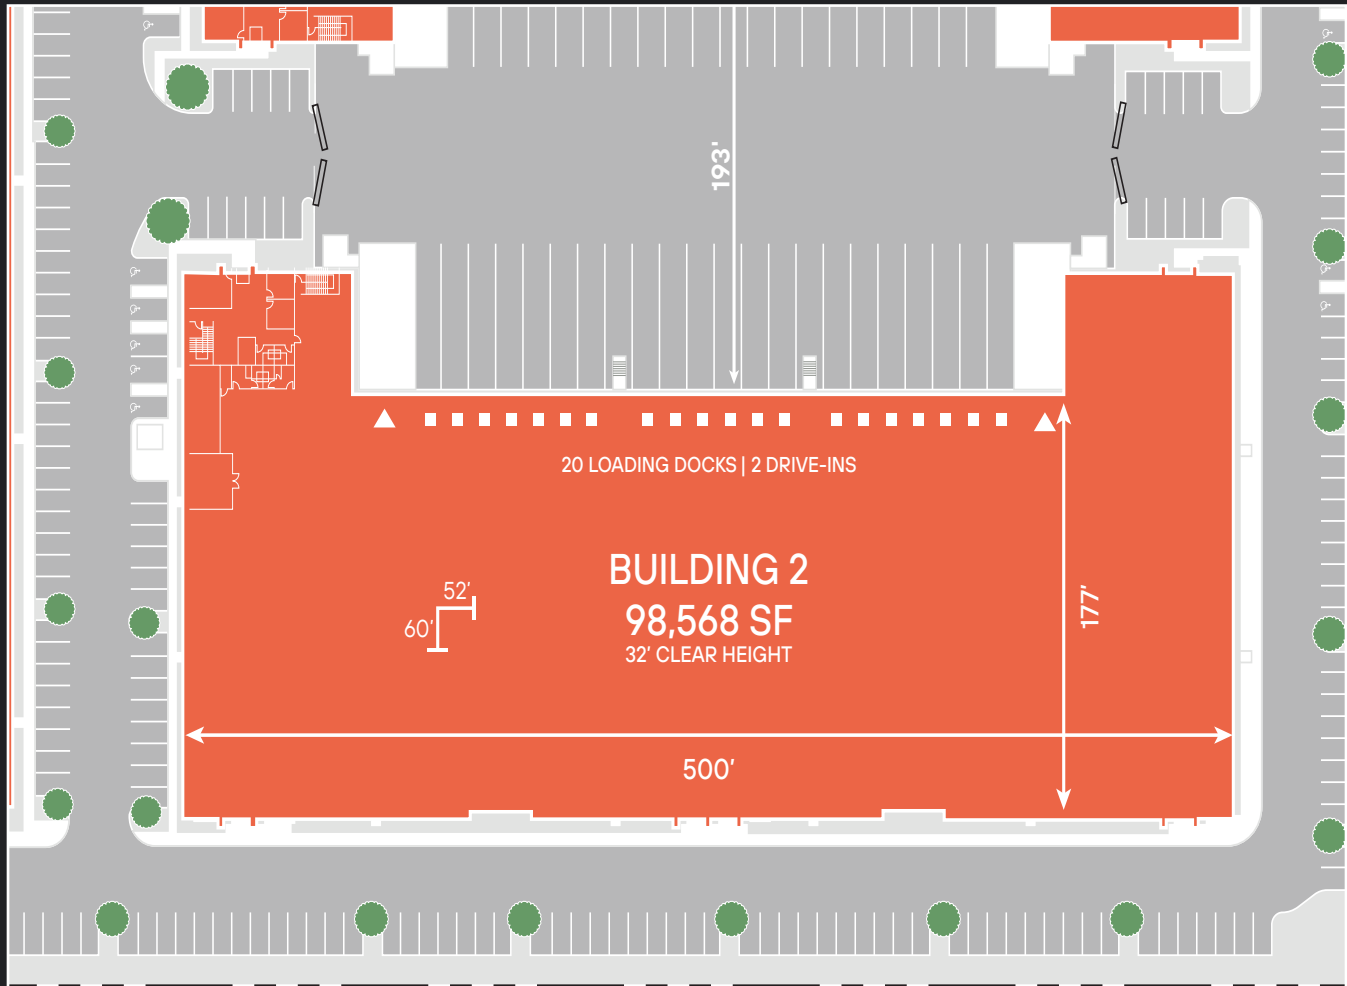 193'
20 LOADING DOCKS | 2 DRIVE-INS
BUILDING 2
98,568 SF
32' CLEAR HEIGHT
52'
60'
177'
500'